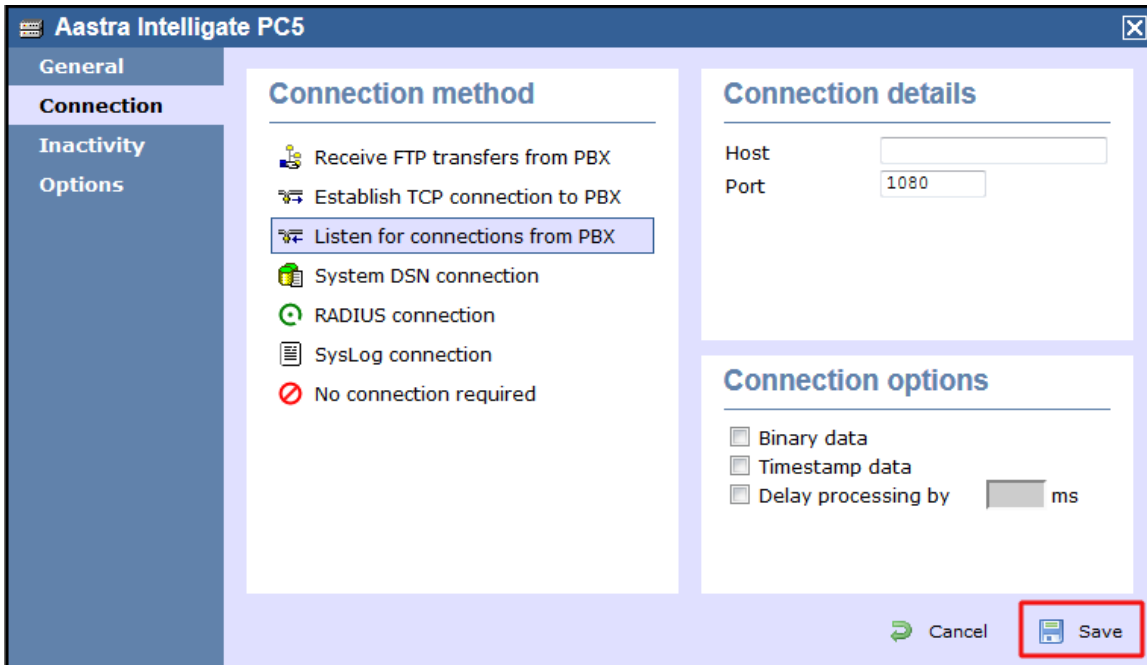 Aastra Intelligate PC5
General
Connection
Inactivity
Options
Connection method
Receive FTP transfers from PBX
Establish TCP connection to PBX
Listen for connections from PBX
System DSN connection
RADIUS connection
SysLog connection
No connection required
Connection details
Host
Port 1080
Connection options
Binary data
Timestamp data
Delay processing by ms
Cancel Save